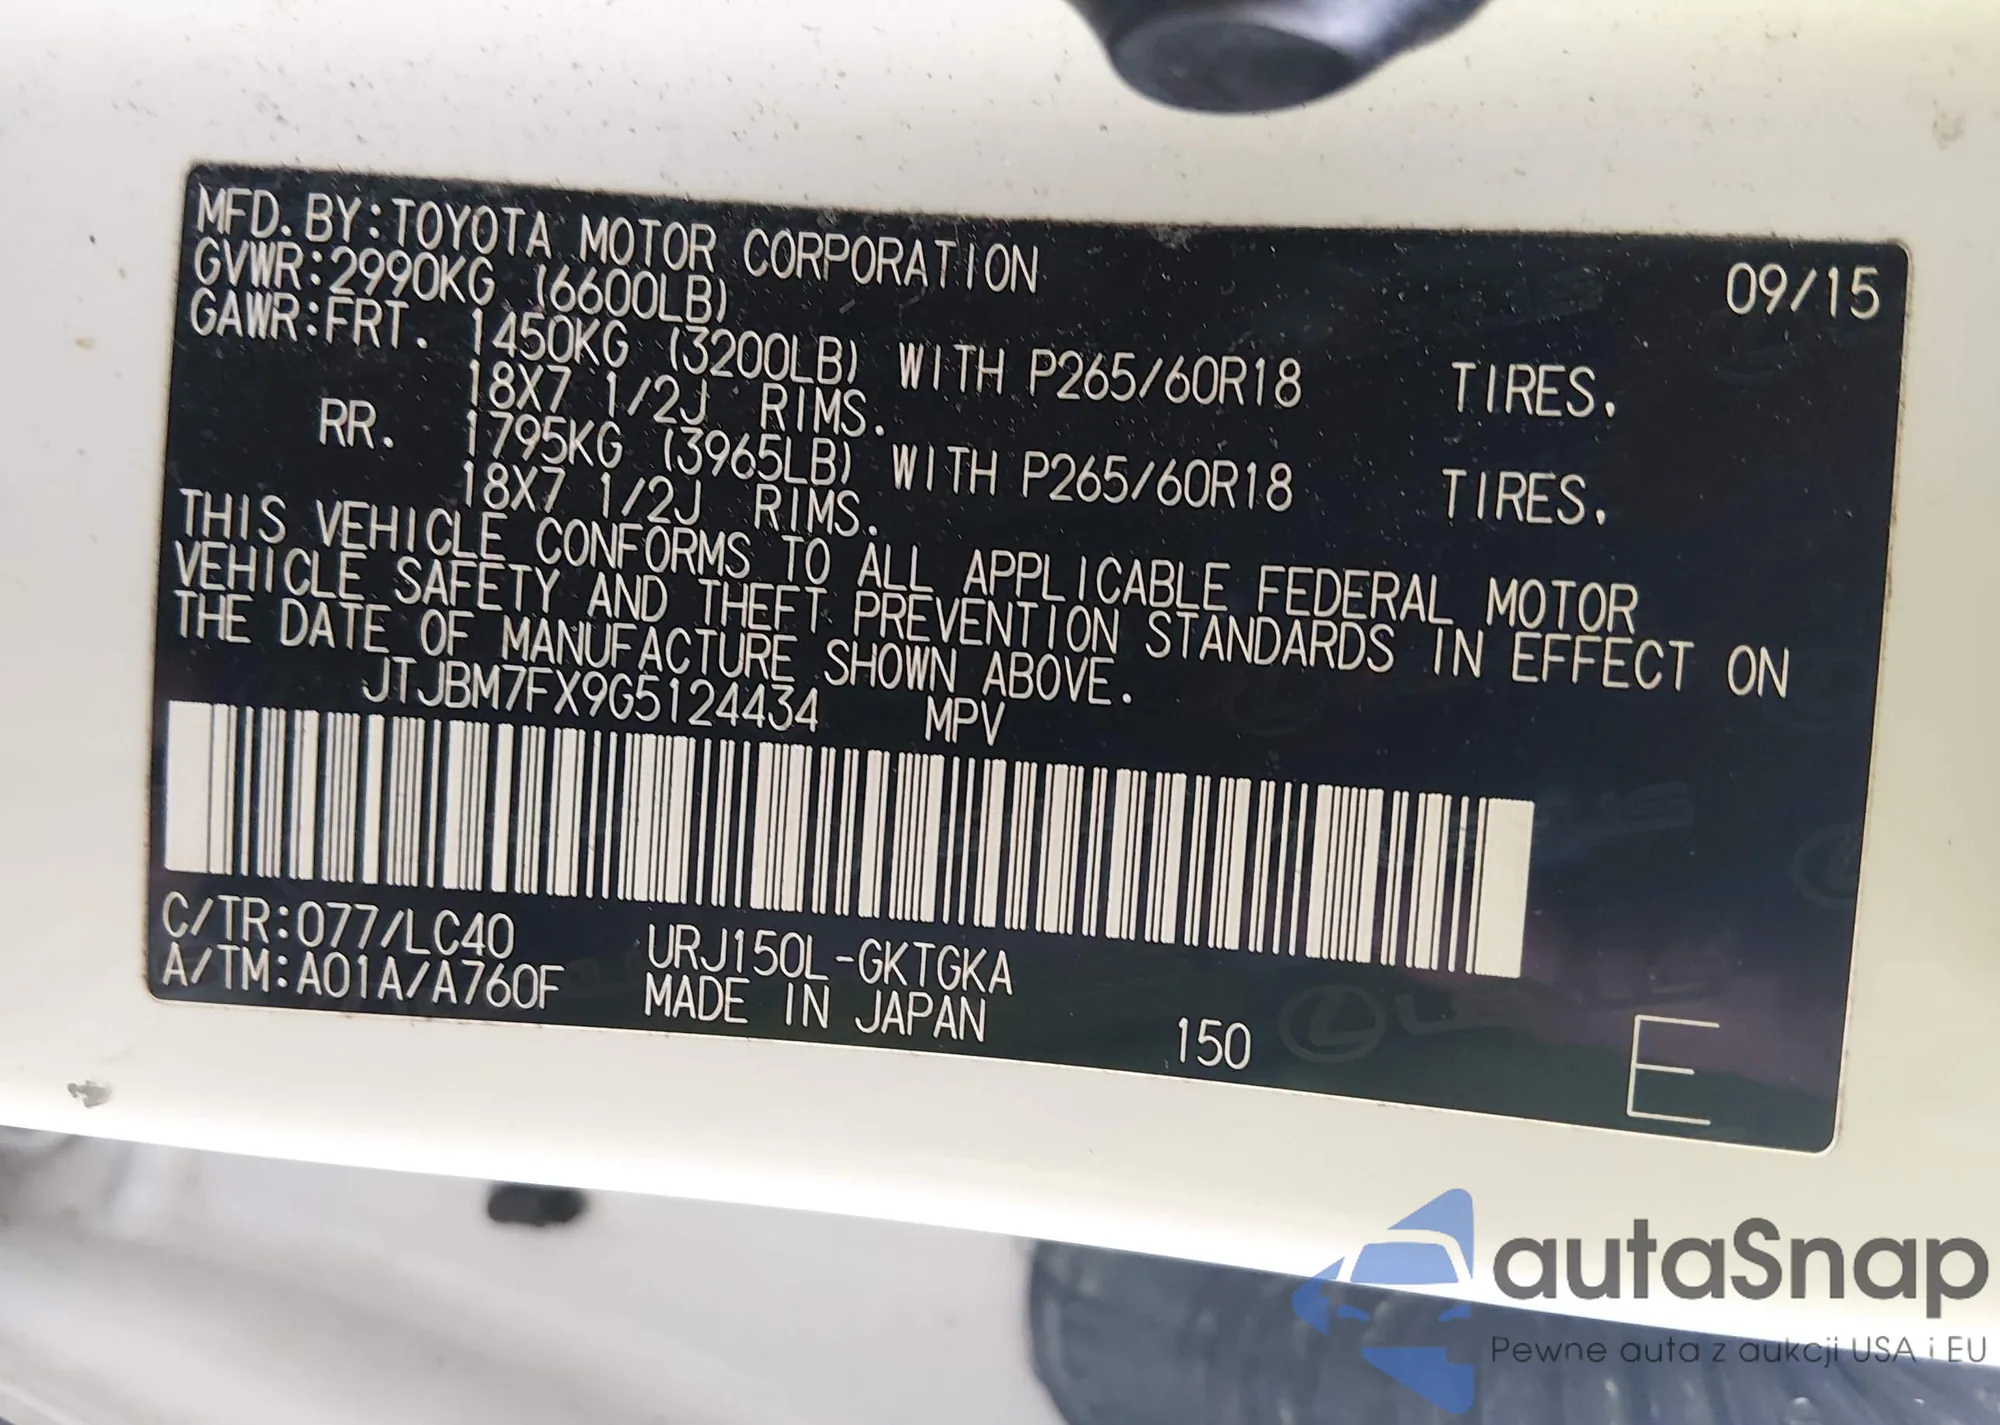 MFD. BY: TOYOTA MOTOR CORPORATION 09/15
GVWR: 2990KG (6600LB)
GAWR: FRT. 1450KG (3200LB) WITH P265/60R18 TIRES.
18X7 1/2J RIMS.
RR. 1795KG (3965LB) WITH P265/60R18 TIRES.
18X7 1/2J RIMS.
THIS VEHICLE CONFORMS TO ALL APPLICABLE FEDERAL MOTOR
VEHICLE SAFETY AND THEFT PREVENTION STANDARDS IN EFFECT ON
THE DATE OF MANUFACTURE SHOWN ABOVE.
JTJBM7FX9G5124434 MPV
C/TR: 077/LC40 URJ150L-GKTGKA
A/TM: A01A/A760F MADE IN JAPAN 150 E
LEXUS
autaSnap
Pewne auta z aukcji USA i EU